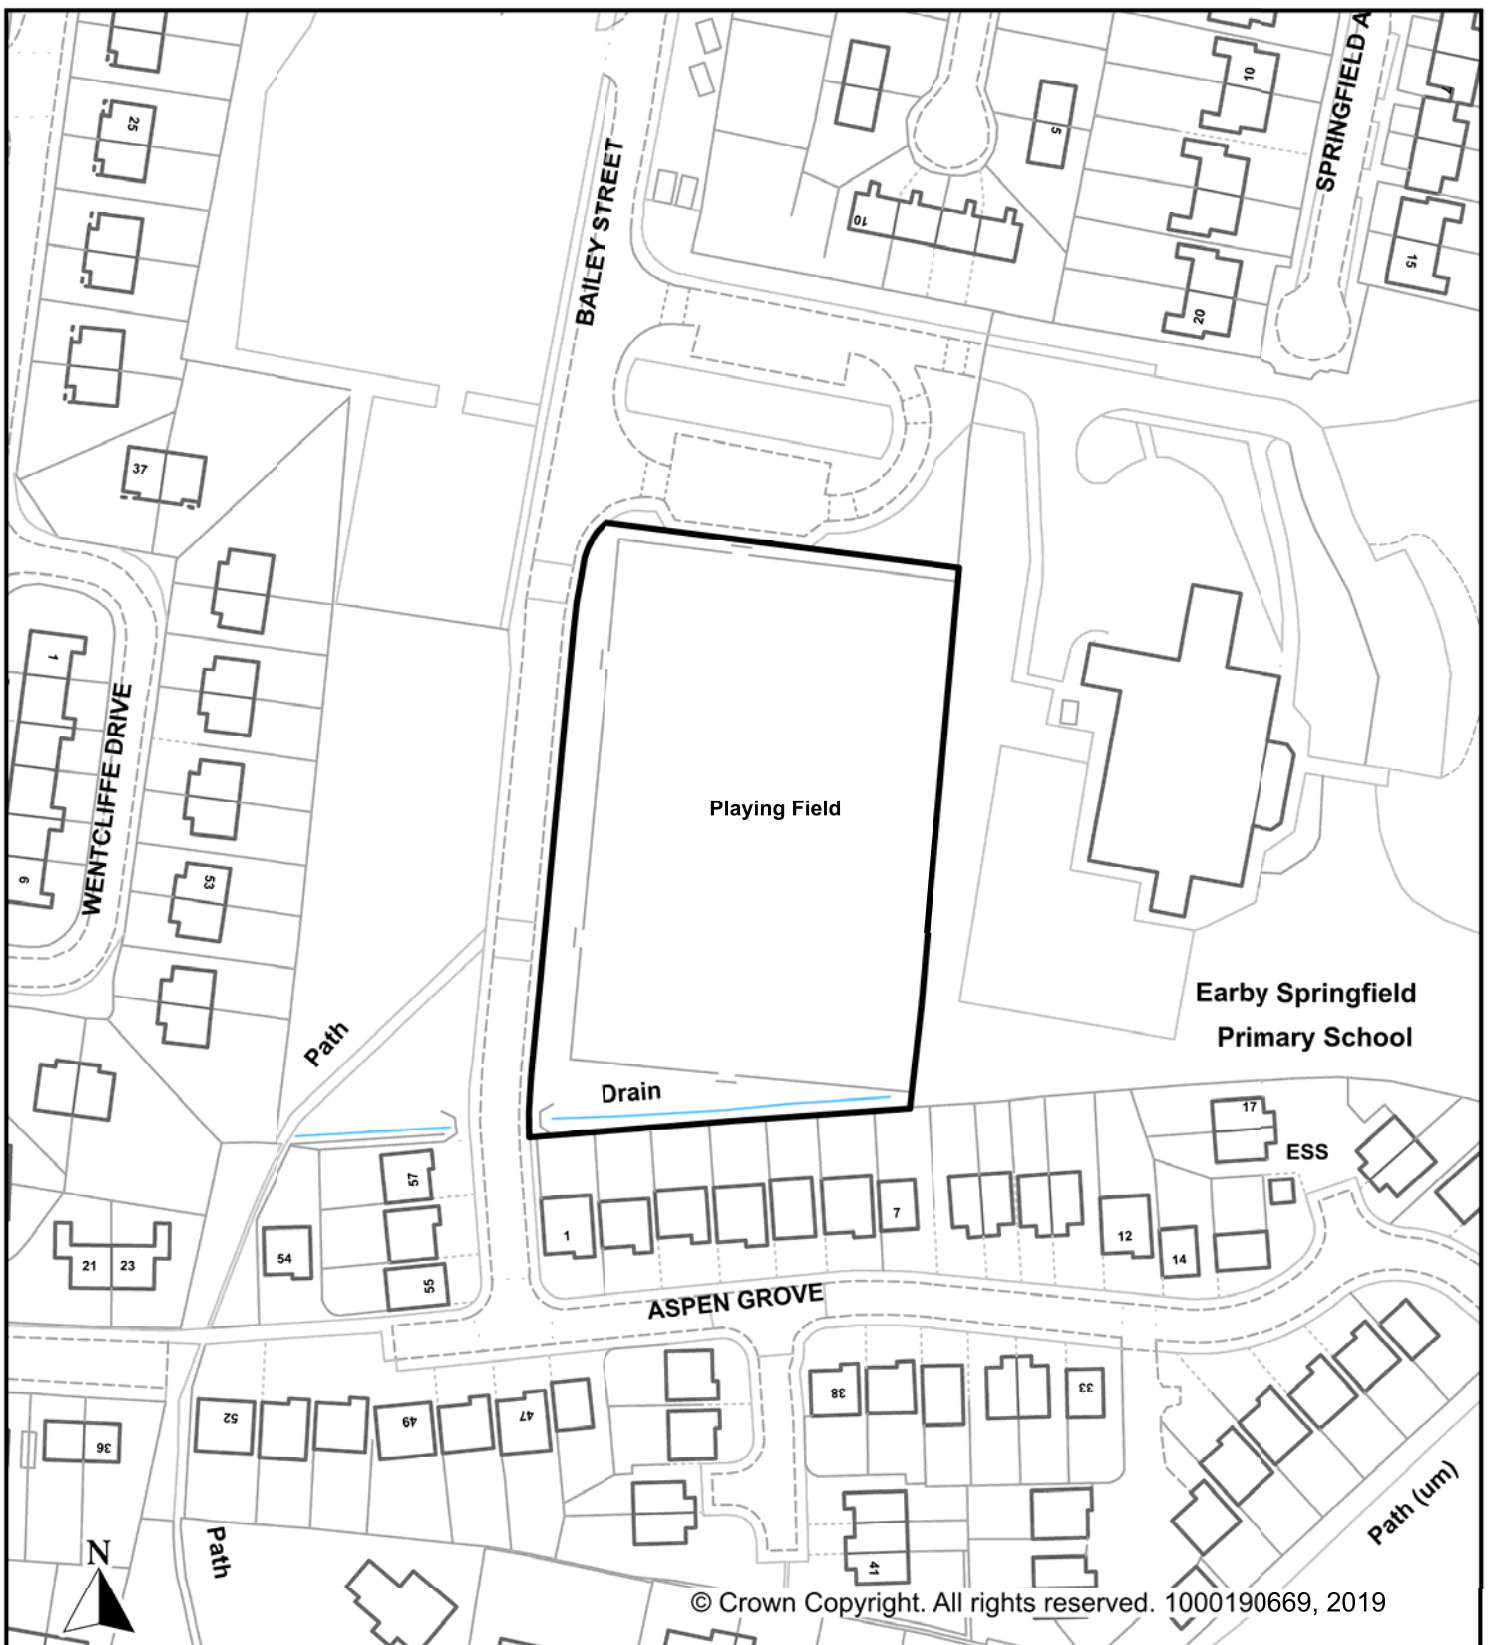 SPRINGFIELD A
10
7
25
5
BAILEY STREET
10
15
20
37
1
WENTCLIFFE DRIVE
Playing Field
6
53
Earby Springfield
Primary School
Path
Drain
17
ESS
57
1
7
12
14
54
21
23
55
ASPEN GROVE
38
33
52
49
47
36
Path (um)
Path
N
41
© Crown Copyright. All rights reserved. 1000190669, 2019